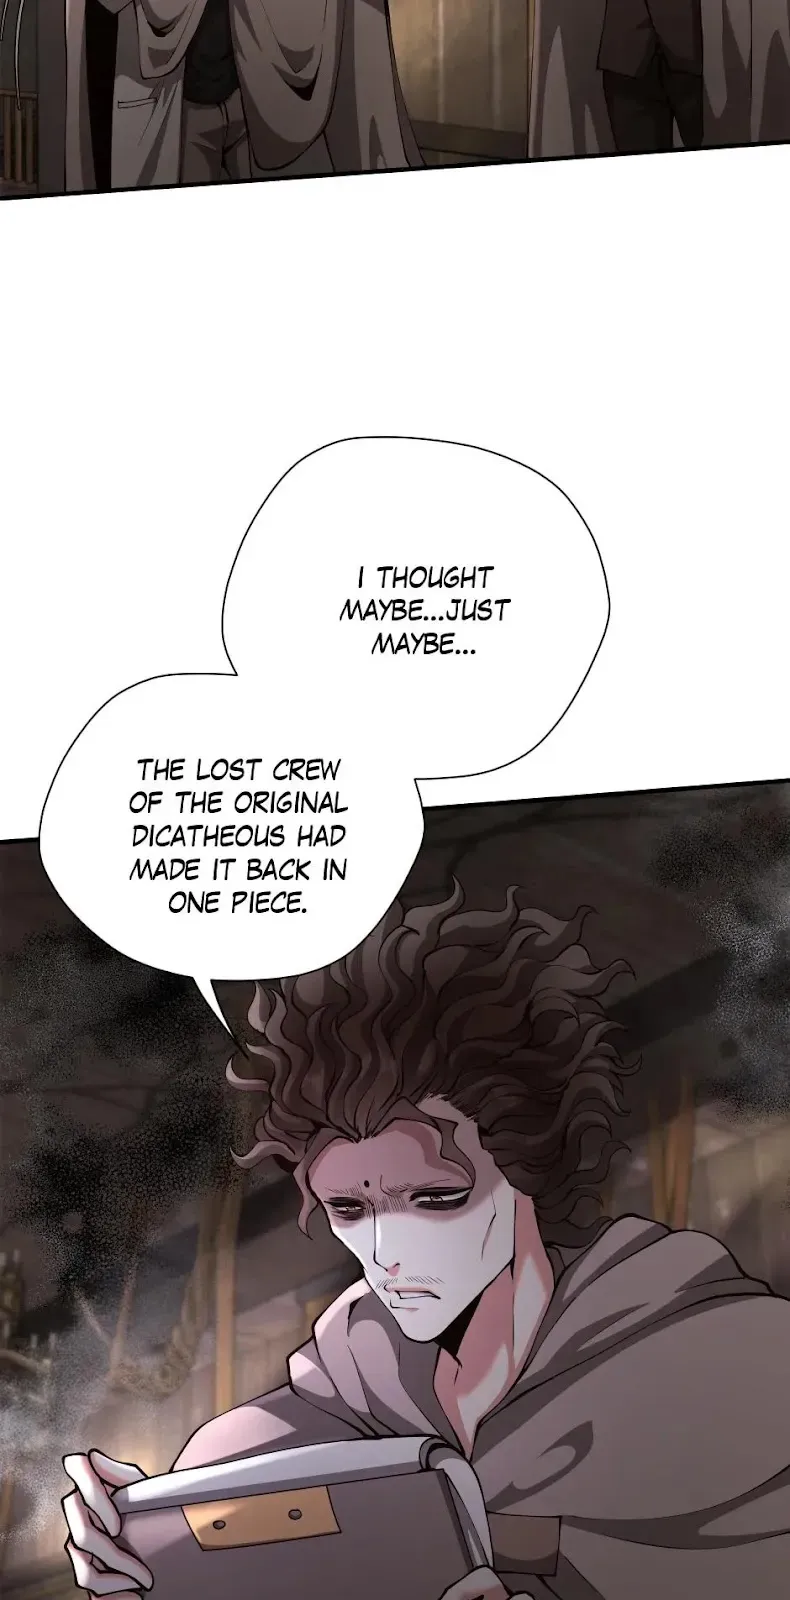 I THOUGHT
MAYBE...JUST
MAYBE...
THE LOST CREW
OF THE ORIGINAL
DICATHEOUS HAD
MADE IT BACK IN
ONE PIECE.